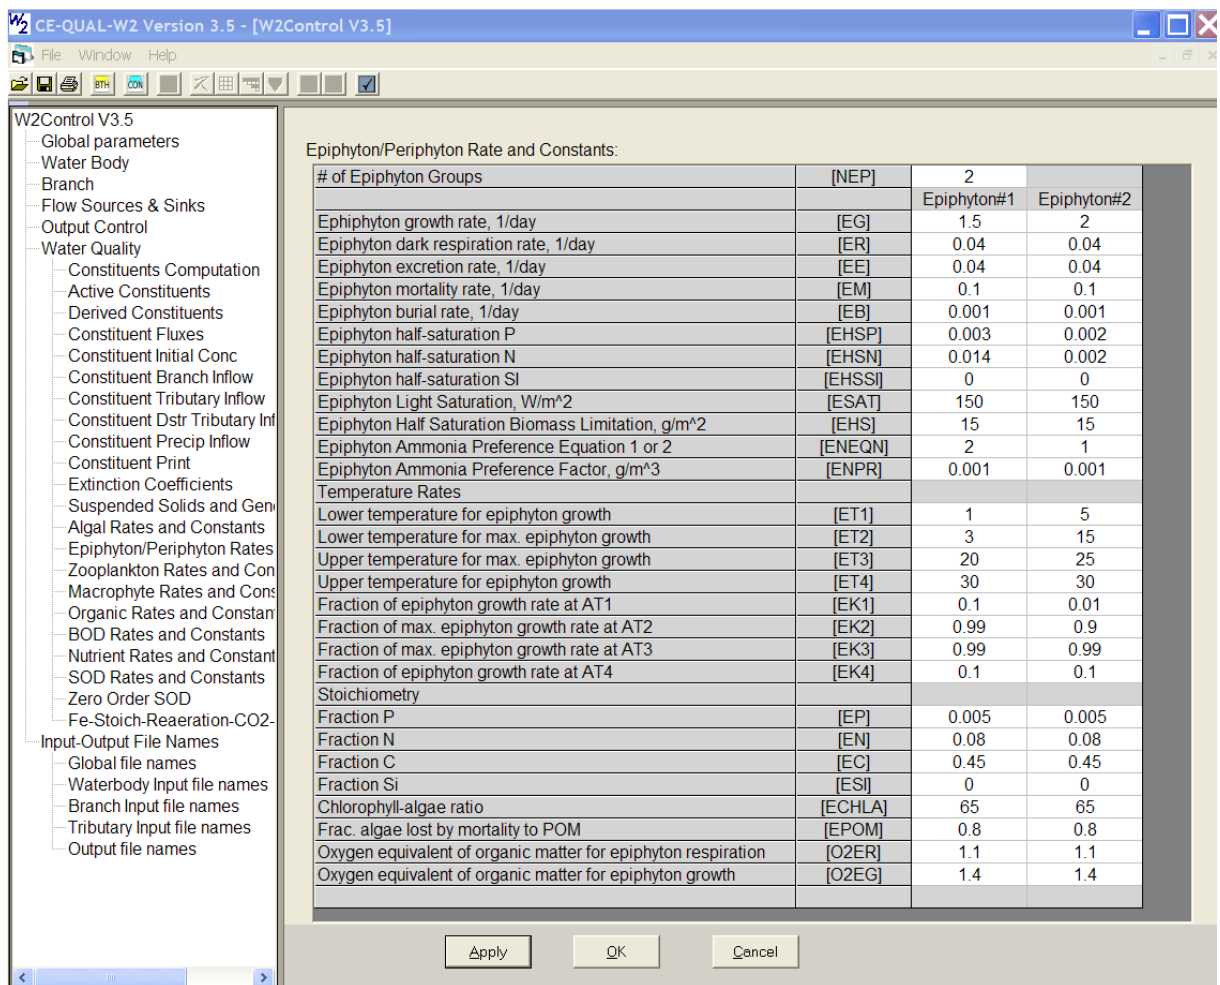 CE-QUAL-W2 Version 3.5 - [W2Control V3.5]
File Window Help
BTH CON
W2Control V3.5
Global parameters
Water Body
Branch
Flow Sources & Sinks
Output Control
Water Quality
Constituents Computation
Active Constituents
Derived Constituents
Constituent Fluxes
Constituent Initial Conc
Constituent Branch Inflow
Constituent Tributary Inflow
Constituent Dstr Tributary Inf
Constituent Precip Inflow
Constituent Print
Extinction Coefficients
Suspended Solids and Gen
Algal Rates and Constants
Epiphyton/Periphyton Rates
Zooplankton Rates and Con
Macrophyte Rates and Cons
Organic Rates and Constan
BOD Rates and Constants
Nutrient Rates and Constant
SOD Rates and Constants
Zero Order SOD
Fe-Stoich-Reaeration-CO2-
Input-Output File Names
Global file names
Waterbody Input file names
Branch Input file names
Tributary Input file names
Output file names
Epiphyton/Periphyton Rate and Constants:
# of Epiphyton Groups [NEP] 2
Epiphyton#1 Epiphyton#2
Ephiphyton growth rate, 1/day [EG] 1.5 2
Epiphyton dark respiration rate, 1/day [ER] 0.04 0.04
Epiphyton excretion rate, 1/day [EE] 0.04 0.04
Epiphyton mortality rate, 1/day [EM] 0.1 0.1
Epiphyton burial rate, 1/day [EB] 0.001 0.001
Epiphyton half-saturation P [EHSP] 0.003 0.002
Epiphyton half-saturation N [EHSN] 0.014 0.002
Epiphyton half-saturation SI [EHSSI] 0 0
Epiphyton Light Saturation, W/m^2 [ESAT] 150 150
Epiphyton Half Saturation Biomass Limitation, g/m^2 [EHS] 15 15
Epiphyton Ammonia Preference Equation 1 or 2 [ENEQN] 2 1
Epiphyton Ammonia Preference Factor, g/m^3 [ENPR] 0.001 0.001
Temperature Rates
Lower temperature for epiphyton growth [ET1] 1 5
Lower temperature for max. epiphyton growth [ET2] 3 15
Upper temperature for max. epiphyton growth [ET3] 20 25
Upper temperature for epiphyton growth [ET4] 30 30
Fraction of epiphyton growth rate at AT1 [EK1] 0.1 0.01
Fraction of max. epiphyton growth rate at AT2 [EK2] 0.99 0.9
Fraction of max. epiphyton growth rate at AT3 [EK3] 0.99 0.99
Fraction of epiphyton growth rate at AT4 [EK4] 0.1 0.1
Stoichiometry
Fraction P [EP] 0.005 0.005
Fraction N [EN] 0.08 0.08
Fraction C [EC] 0.45 0.45
Fraction Si [ESI] 0 0
Chlorophyll-algae ratio [ECHLA] 65 65
Frac. algae lost by mortality to POM [EPOM] 0.8 0.8
Oxygen equivalent of organic matter for epiphyton respiration [O2ER] 1.1 1.1
Oxygen equivalent of organic matter for epiphyton growth [O2EG] 1.4 1.4
Apply OK Cancel